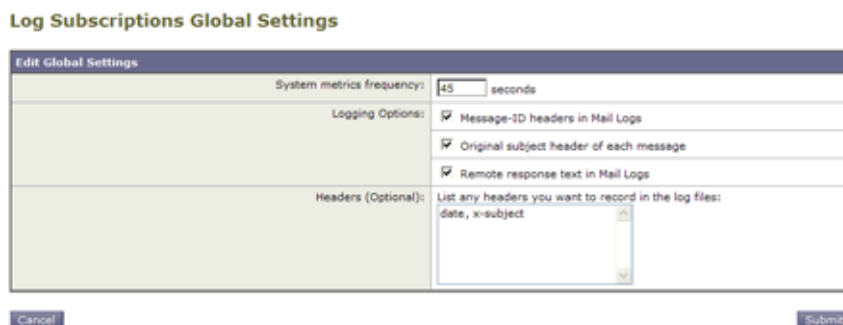 Log Subscriptions Global Settings
Edit Global Settings
System metrics frequency: 45 seconds
Logging Options: Message-ID headers in Mail Logs
Original subject header of each message
Remote response text in Mail Logs
Headers (Optional): List any headers you want to record in the log files:
date, x-subject
Cancel Submit